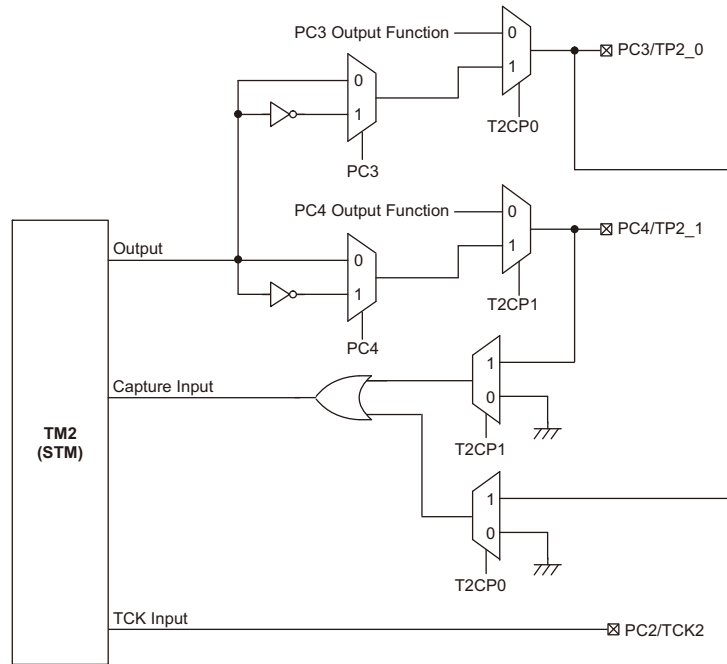 PC3 Output Function
0
1
PC3/TP2_0
T2CP0
0
1
PC3
PC4 Output Function
0
1
PC4/TP2_1
T2CP1
Output
0
1
PC4
Capture Input
1
0
T2CP1
TM2
(STM)
1
0
T2CP0
TCK Input
PC2/TCK2